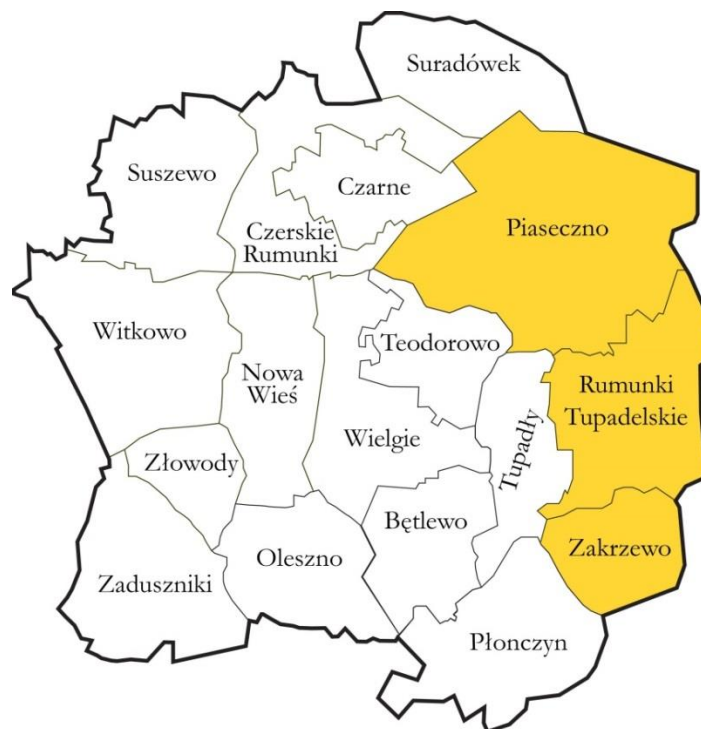 Suradówek
Suszewo
Czarne
Czerskie
Rumunki
Piaseczno
Witkowo
Nowa
Wieś
Teodorowo
Rumunki
Tupadelskie
Wielgie
Tupadły
Złowody
Bętlewo
Oleszno
Zakrzewo
Zaduszniki
Płonczyn